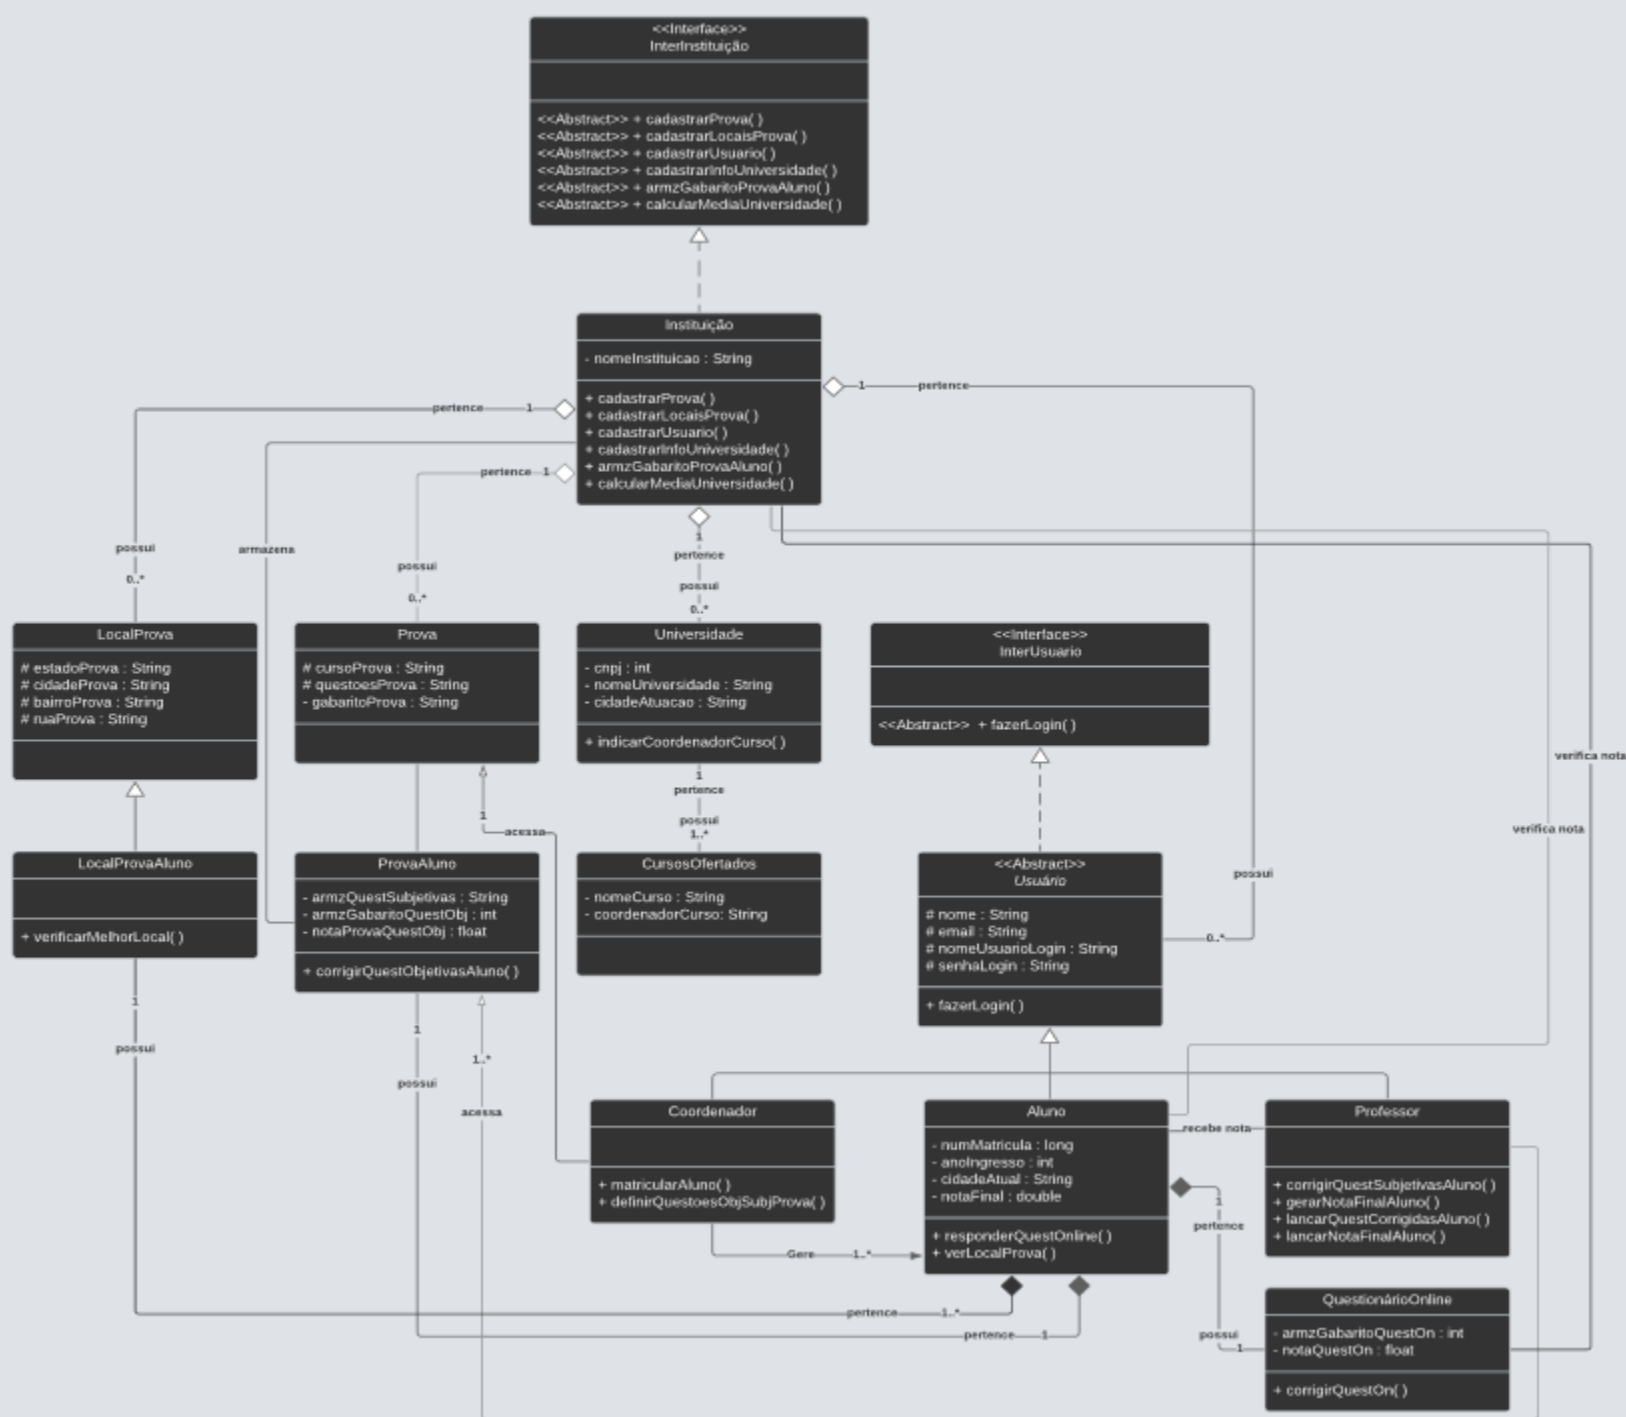 <<Interface>>
InterInstituição
<<Abstract>> + cadastrarProva( )
<<Abstract>> + cadastrarLocaisProva( )
<<Abstract>> + cadastrarUsuario( )
<<Abstract>> + cadastrarInfoUniversidade( )
<<Abstract>> + armzGabaritoProvaAluno( )
<<Abstract>> + calcularMediaUniversidade( )
Instituição
- nomeInstituicao : String
+ cadastrarProva( )
+ cadastrarLocaisProva( )
+ cadastrarUsuario( )
+ cadastrarInfoUniversidade( )
+ armzGabaritoProvaAluno( )
+ calcularMediaUniversidade( )
1 pertence
pertence 1
pertence 1
possui
0..*
armazena
possui
0..*
1
pertence
possui
0..*
LocalProva
# estadoProva : String
# cidadeProva : String
# bairroProva : String
# ruaProva : String
Prova
# cursoProva : String
# questoesProva : String
- gabaritoProva : String
Universidade
- cnpj : int
- nomeUniversidade : String
- cidadeAtuacao : String
+ indicarCoordenadorCurso( )
<<Interface>>
InterUsuario
<<Abstract>> + fazerLogin( )
verifica nota
verifica nota
1
acessa
1
pertence
possui
1..*
LocalProvaAluno
+ verificarMelhorLocal( )
ProvaAluno
- armzQuestSubjetivas : String
- armzGabaritoQuestObj : int
- notaProvaQuestObj : float
+ corrigirQuestObjetivasAluno( )
CursosOfertados
- nomeCurso : String
- coordenadorCurso: String
<<Abstract>>
Usuário
# nome : String
# email : String
# nomeUsuarioLogin : String
# senhaLogin : String
+ fazerLogin( )
possui
0..*
1
possui
1
possui
1..*
acessa
Coordenador
+ matricularAluno( )
+ definirQuestoesObjSubjProva( )
Aluno
- numMatricula : long
- anoIngresso : int
- cidadeAtual : String
- notaFinal : double
+ responderQuestOnline( )
+ verLocalProva( )
recebe nota
Professor
+ corrigirQuestSubjetivasAluno( )
+ gerarNotaFinalAluno( )
+ lancarQuestCorrigidasAluno( )
+ lancarNotaFinalAluno( )
1
pertence
Gere 1..*
pertence 1..*
pertence 1
possui
1
QuestionárioOnline
- armzGabaritoQuestOn : int
- notaQuestOn : float
+ corrigirQuestOn( )